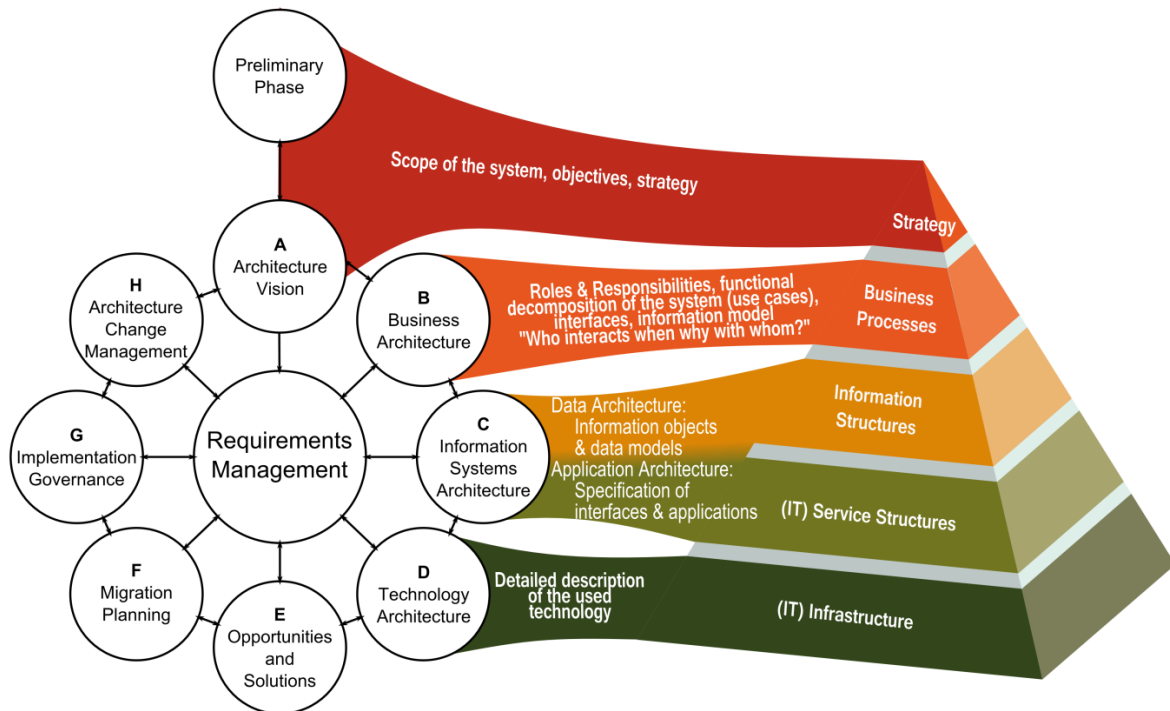 Preliminary
Phase
Scope of the system, objectives, strategy
Strategy
A
Architecture
Vision
H
Architecture
Change
Management
B
Business
Architecture
Roles & Responsibilities, functional
decomposition of the system (use cases),
interfaces, information model
"Who interacts when why with whom?"
Business
Processes
G
Implementation
Governance
Requirements
Management
C
Information
Systems
Architecture
Data Architecture:
Information objects
& data models
Application Architecture:
Specification of
interfaces & applications
Information
Structures
(IT) Service Structures
F
Migration
Planning
E
Opportunities
and
Solutions
D
Technology
Architecture
Detailed description
of the used
technology
(IT) Infrastructure